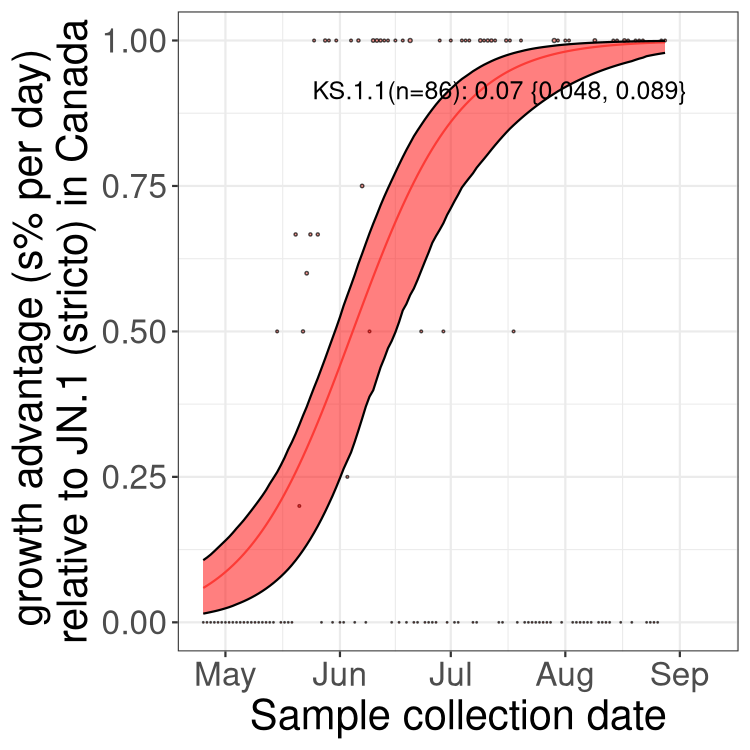 growth advantage (s% per day)
relative to JN.1 (stricto) in Canada
1.00
0.75
0.50
0.25
0.00
KS.1.1(n=86): 0.07 {0.048, 0.089}
May Jun Jul Aug Sep
Sample collection date